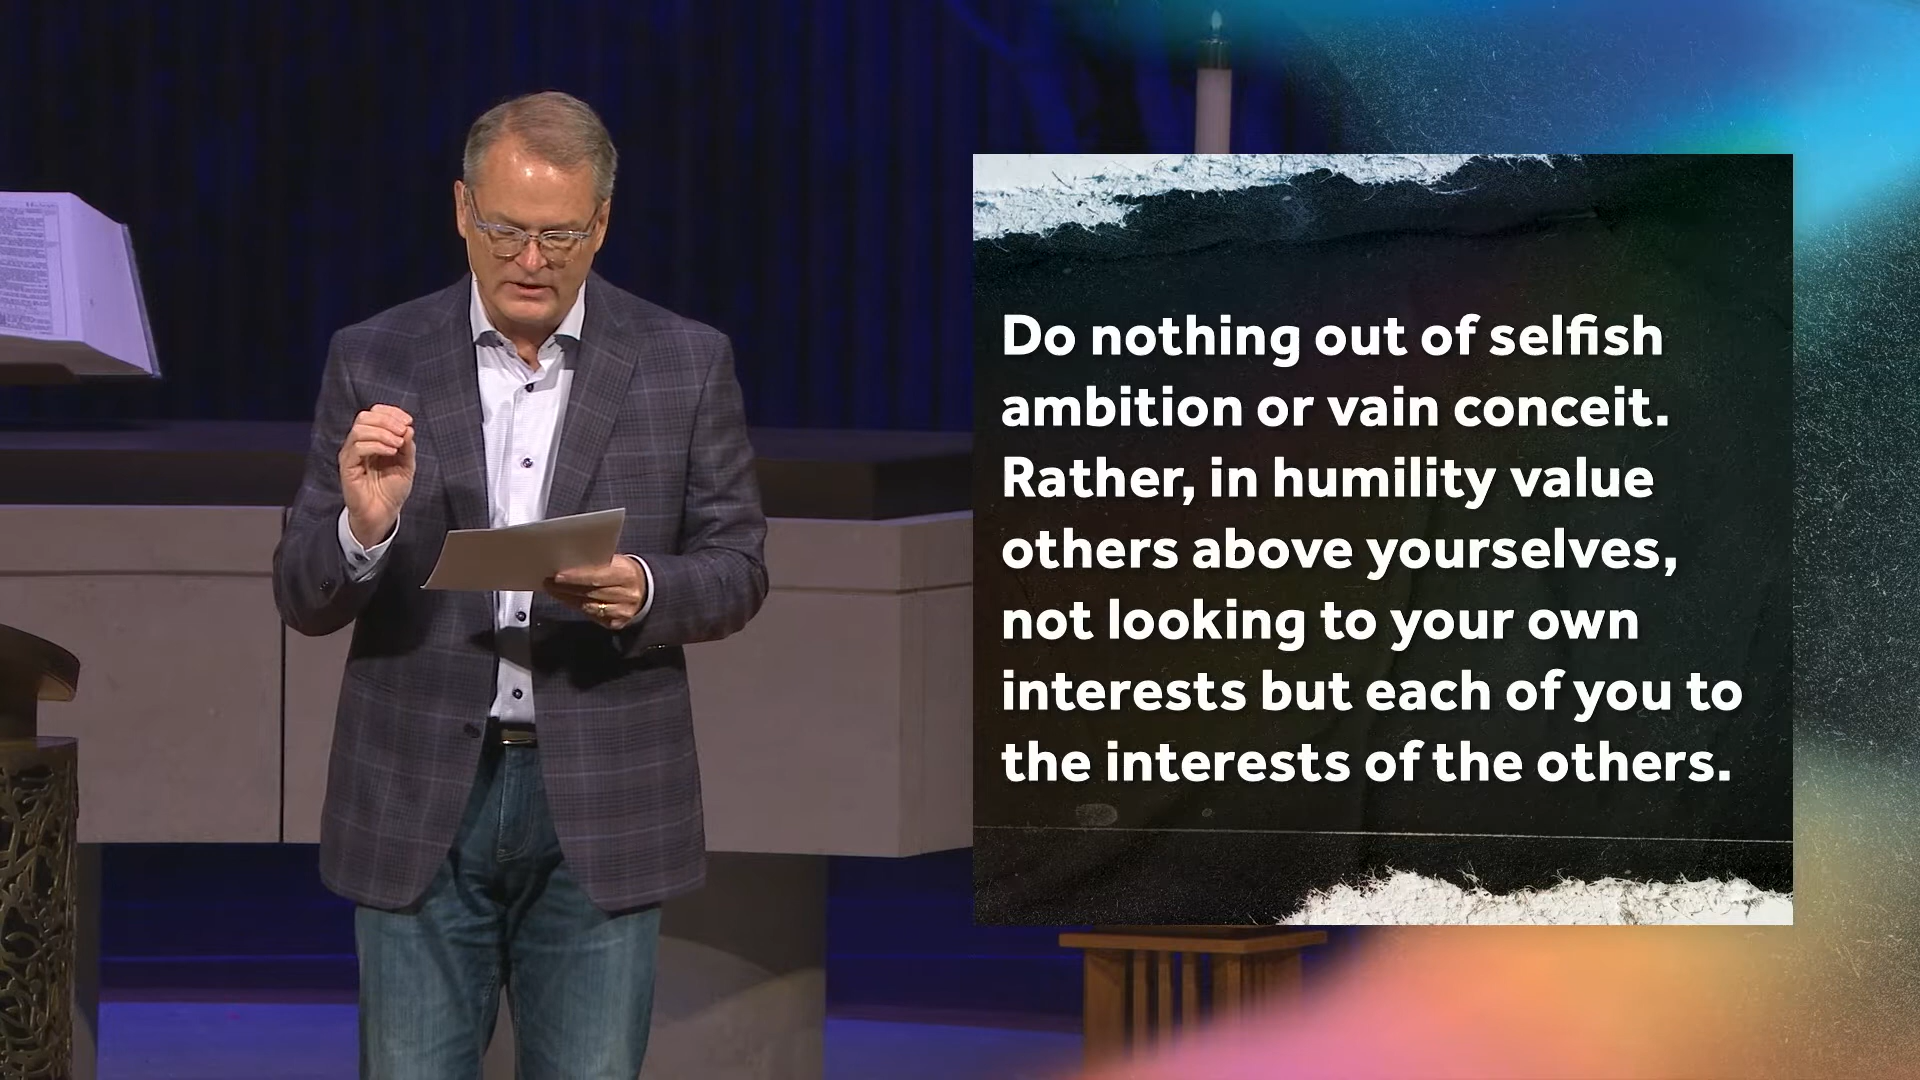 Do nothing out of selfish
ambition or vain conceit.
Rather, in humility value
others above yourselves,
not looking to your own
interests but each of you to
the interests of the others.